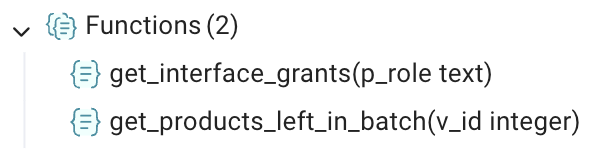 Functions (2)
get_interface_grants(p_role text)
get_products_left_in_batch(v_id integer)